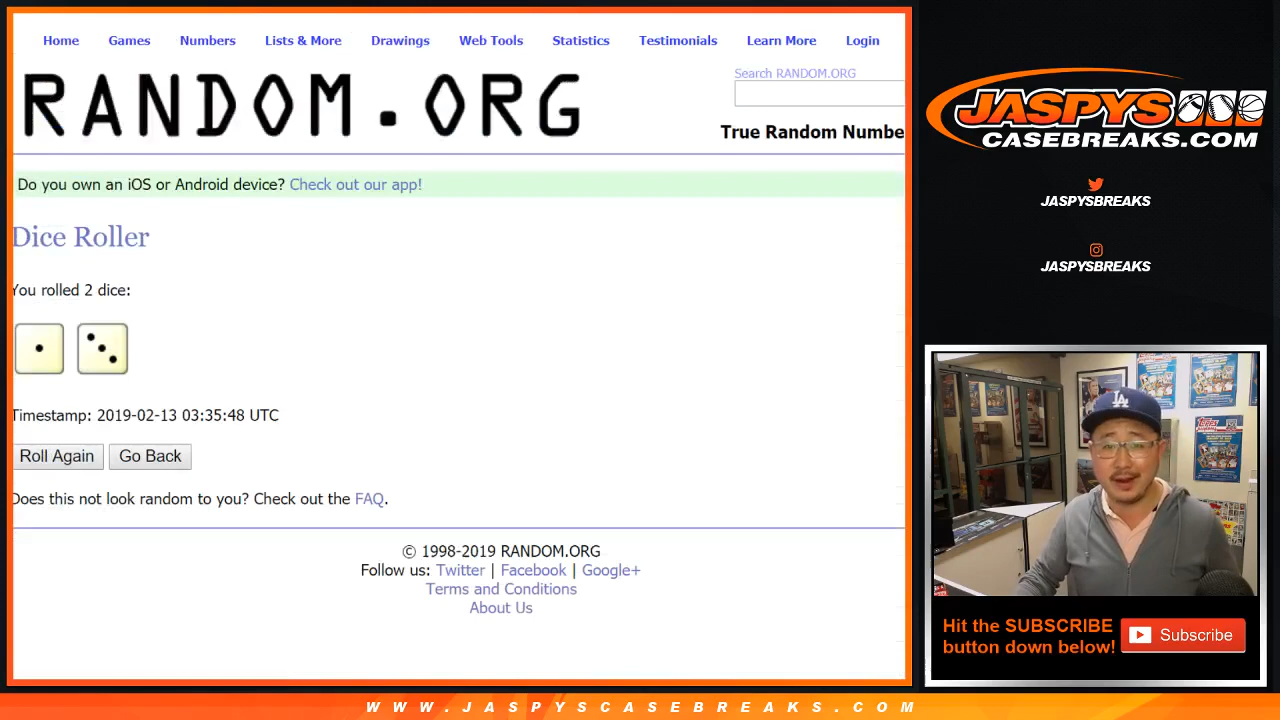 Home Games Numbers Lists & More Drawings Web Tools Statistics Testimonials Learn More Login
RANDOM.ORG
Search RANDOM.ORG
True Random Numbe
Do you own an iOS or Android device? Check out our app!
Dice Roller
You rolled 2 dice:
Timestamp: 2019-02-13 03:35:48 UTC
Roll Again Go Back
Does this not look random to you? Check out the FAQ.
© 1998-2019 RANDOM.ORG
Follow us: Twitter | Facebook | Google+
Terms and Conditions
About Us
JASPYS
CASEBREAKS.COM
JASPYSBREAKS
JASPYSBREAKS
LA
TOPPS
Hit the SUBSCRIBE
button down below!
Subscribe
WWW.JASPYSCASEBREAKS.COM